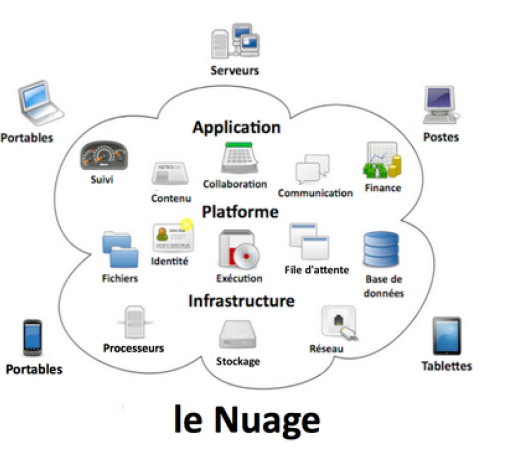 Serveurs
Portables
Postes
Application
Suivi
NEWS
Contenu
Collaboration
Communication
Finance
Platforme
Fichiers
Identité
Exécution
File d'attente
Base de
données
Infrastructure
Processeurs
Stockage
Réseau
Portables
Tablettes
le Nuage